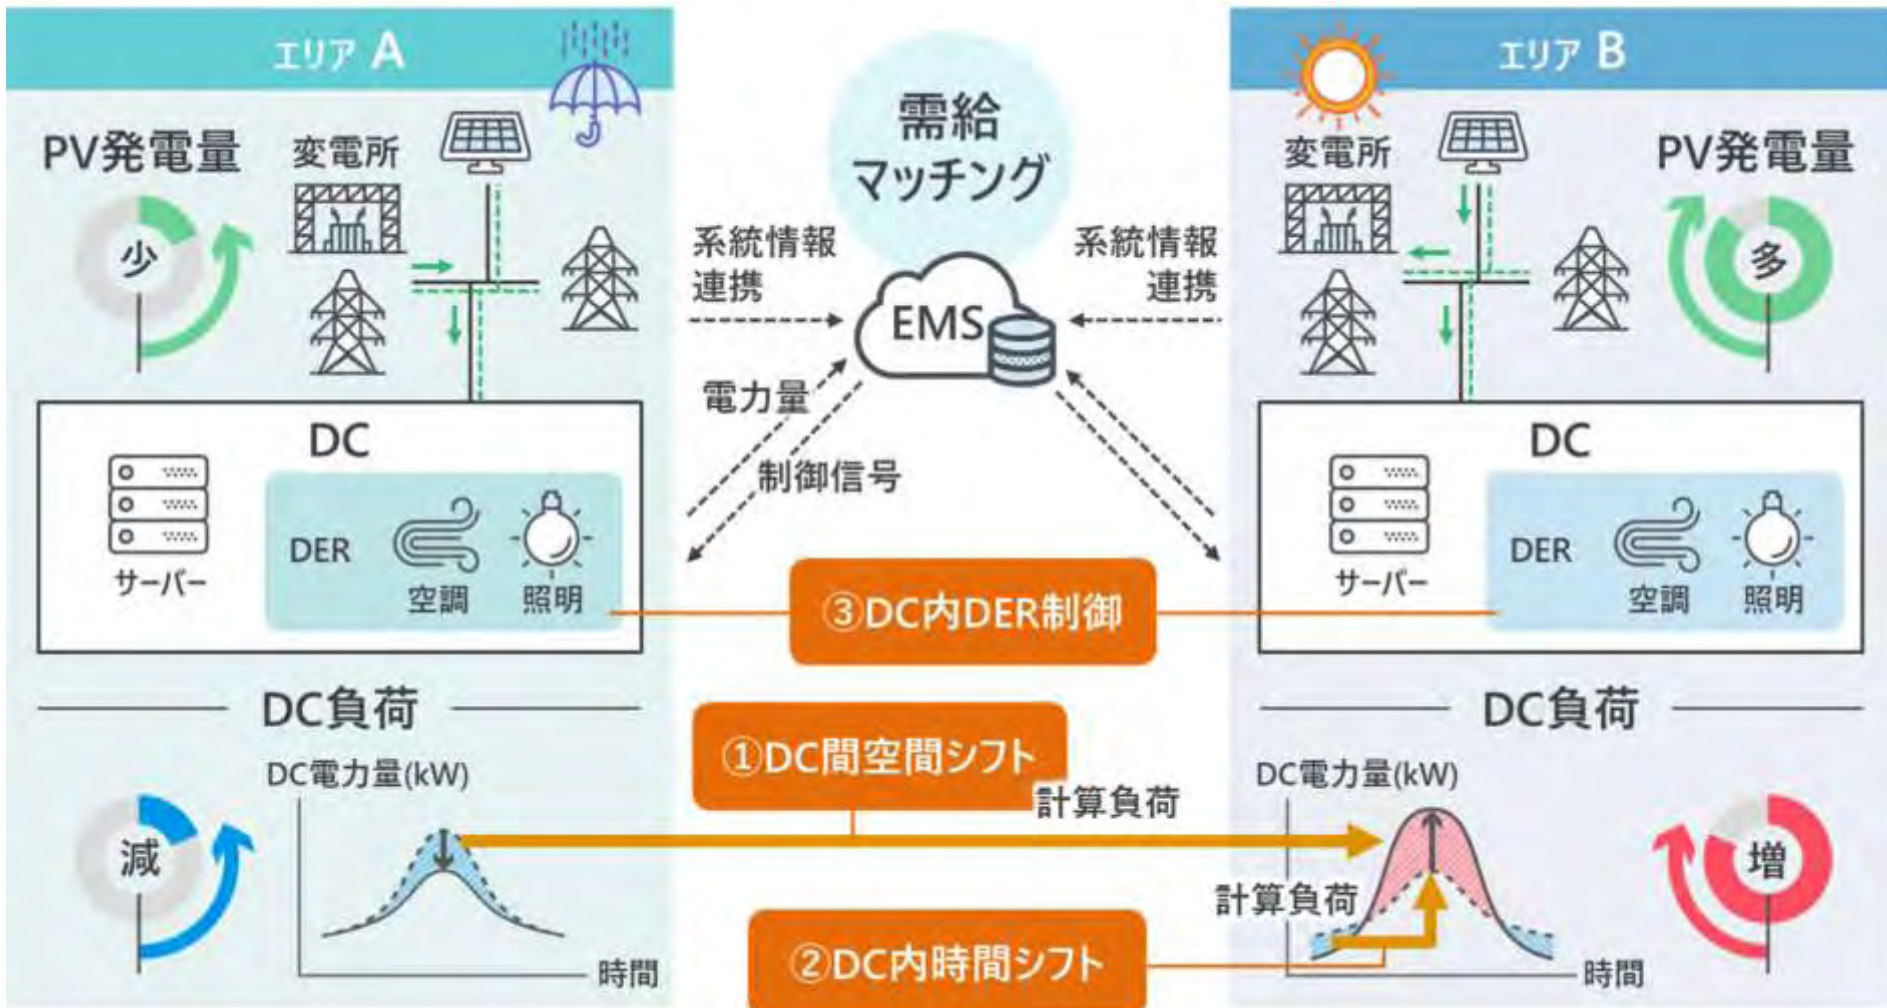 エリア A
PV発電量
変電所
少
DC
サーバー
DER
空調
照明
DC負荷
DC電力量(kW)
減
時間
需給
マッチング
系統情報
連携
系統情報
連携
EMS
電力量
制御信号
③DC内DER制御
①DC間空間シフト
計算負荷
計算負荷
②DC内時間シフト
エリア B
変電所
PV発電量
多
DC
サーバー
DER
空調
照明
DC負荷
DC電力量(kW)
増
時間